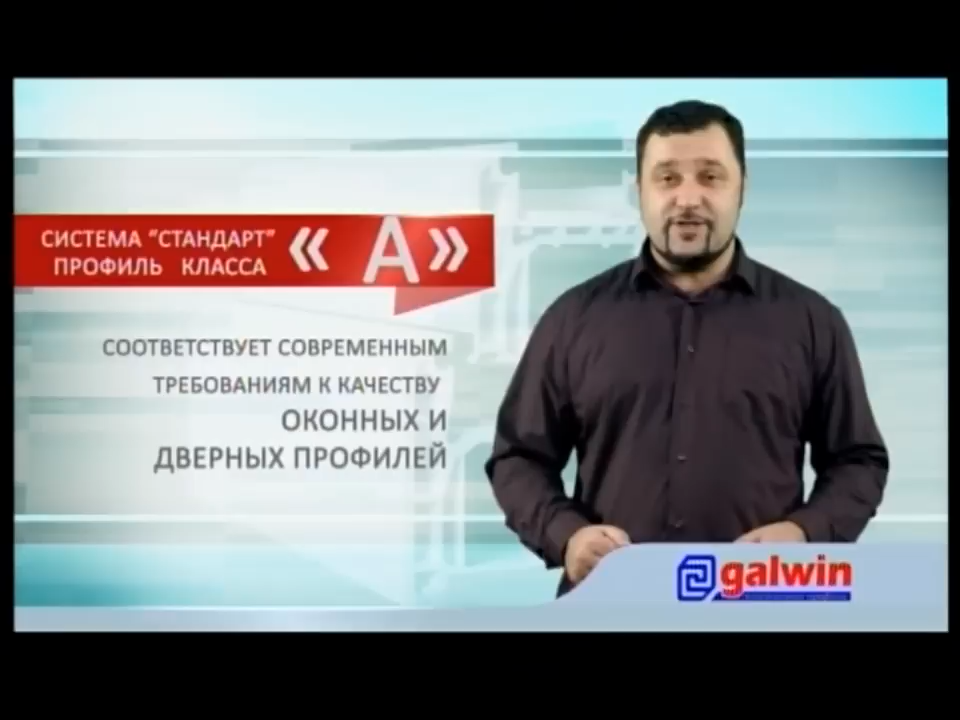 СИСТЕМА "СТАНДАРТ"
ПРОФИЛЬ КЛАССА « А»
СООТВЕТСТВУЕТ СОВРЕМЕННЫМ
ТРЕБОВАНИЯМ К КАЧЕСТВУ
ОКОННЫХ И
ДВЕРНЫХ ПРОФИЛЕЙ
galwin